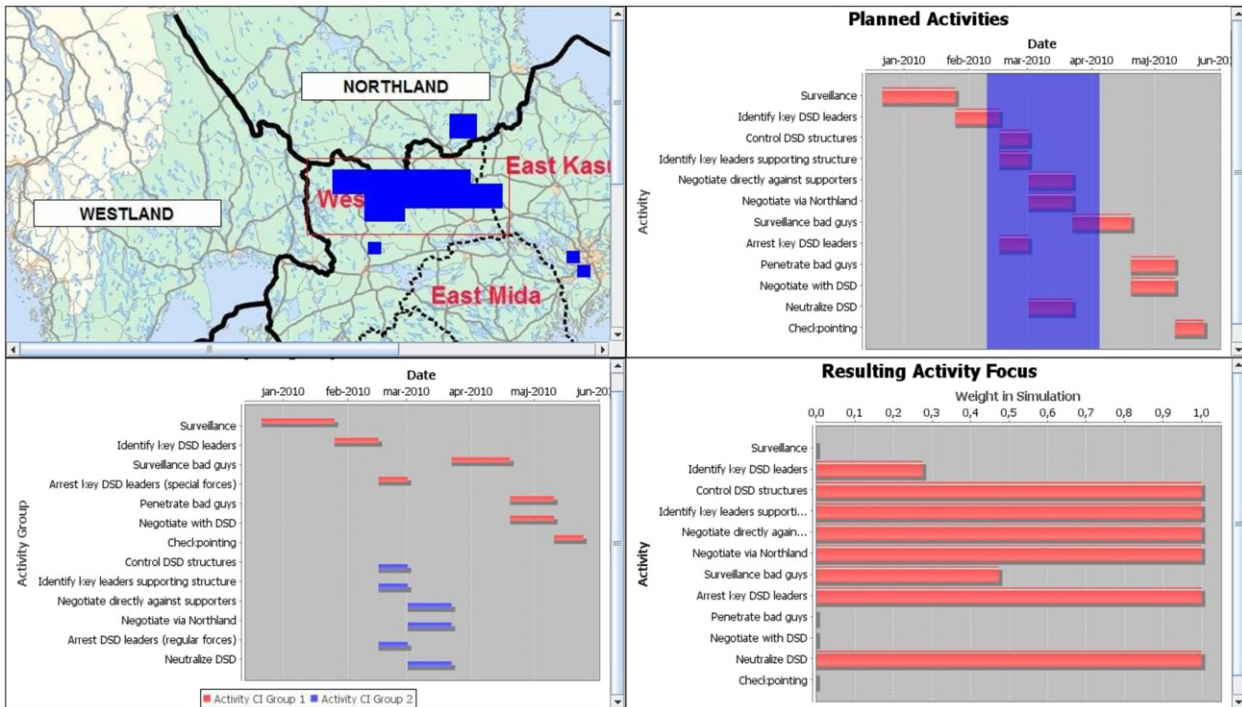 NORTHLAND
East Kasu
Wes
WESTLAND
East Mida
Planned Activities
Date
jan-2010 feb-2010 mar-2010 apr-2010 maj-2010 jun-201
Activity
Surveillance
Identify key DSD leaders
Control DSD structures
Identify key leaders supporting structure
Negotiate directly against supporters
Negotiate via Northland
Surveillance bad guys
Arrest key DSD leaders
Penetrate bad guys
Negotiate with DSD
Neutralize DSD
Checkpointing
Date
jan-2010 feb-2010 mar-2010 apr-2010 maj-2010 jun-201
Activity Group
Surveillance
Identify key DSD leaders
Surveillance bad guys
Arrest key DSD leaders (special forces)
Penetrate bad guys
Negotiate with DSD
Checkpointing
Control DSD structures
Identify key leaders supporting structure
Negotiate directly against supporters
Negotiate via Northland
Arrest DSD leaders (regular forces)
Neutralize DSD
Activity CI Group 1 Activity CI Group 2
Resulting Activity Focus
Weight in Simulation
0,0 0,1 0,2 0,3 0,4 0,5 0,6 0,7 0,8 0,9 1,0
Activity
Surveillance
Identify key DSD leaders
Control DSD structures
Identify key leaders supporti...
Negotiate directly again...
Negotiate via Northland
Surveillance bad guys
Arrest key DSD leaders
Penetrate bad guys
Negotiate with DSD
Neutralize DSD
Checkpointing